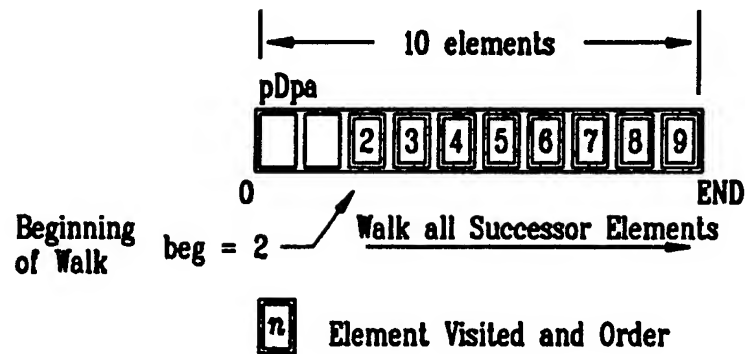 10 elements
pDpa
2 3 4 5 6 7 8 9
0 END
Beginning of Walk beg = 2 Walk all Successor Elements
n Element Visited and Order